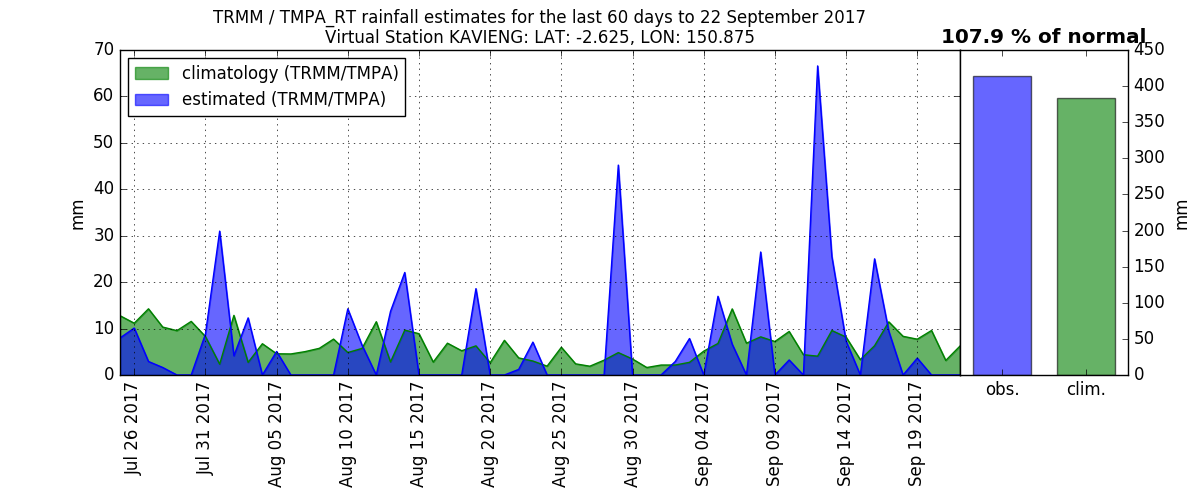 TRMM / TMPA_RT rainfall estimates for the last 60 days to 22 September 2017
Virtual Station KAVIENG: LAT: -2.625, LON: 150.875
107.9 % of normal
climatology (TRMM/TMPA)
estimated (TRMM/TMPA)
70
60
50
40
30
20
10
0
mm
450
400
350
300
250
200
150
100
50
0
mm
Jul 26 2017
Jul 31 2017
Aug 05 2017
Aug 10 2017
Aug 15 2017
Aug 20 2017
Aug 25 2017
Aug 30 2017
Sep 04 2017
Sep 09 2017
Sep 14 2017
Sep 19 2017
obs.
clim.